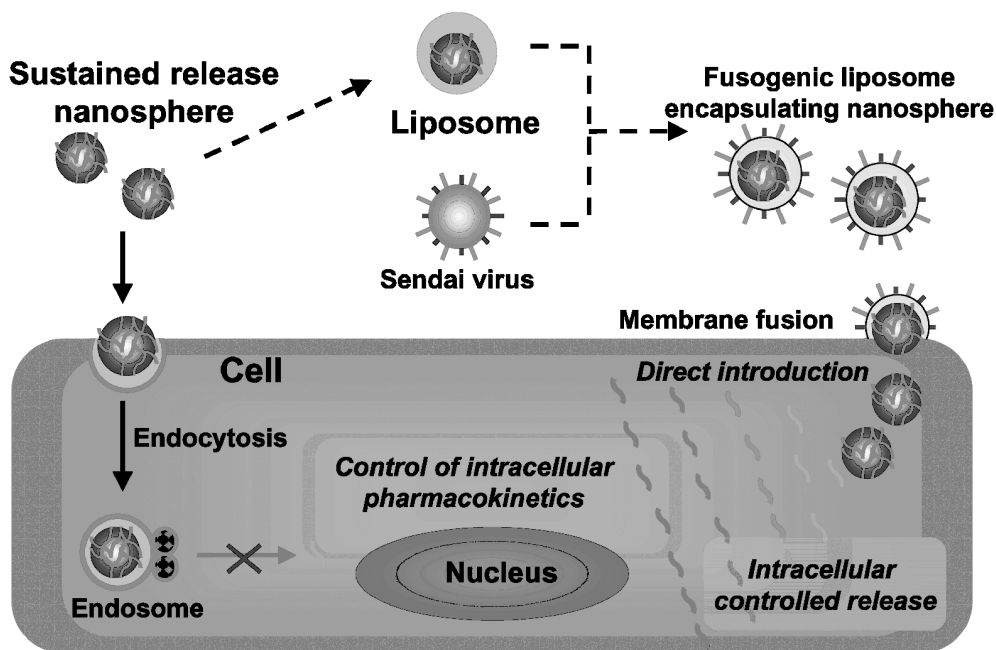 Sustained release
nanosphere
Liposome
Sendai virus
Fusogenic liposome
encapsulating nanosphere
Membrane fusion
Cell
Direct introduction
Endocytosis
Control of intracellular
pharmacokinetics
Endosome
Nucleus
Intracellular
controlled release